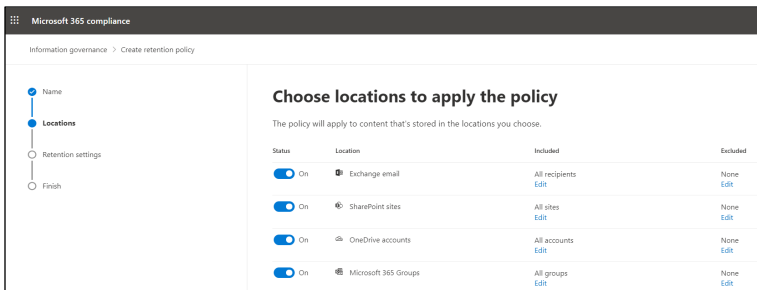 Microsoft 365 compliance
Information governance > Create retention policy
Name
Locations
Retention settings
Finish
Choose locations to apply the policy
The policy will apply to content that's stored in the locations you choose.
Status Location Included Excluded
On Exchange email All recipients None
Edit Edit
On SharePoint sites All sites None
Edit Edit
On OneDrive accounts All accounts None
Edit Edit
On Microsoft 365 Groups All groups None
Edit Edit